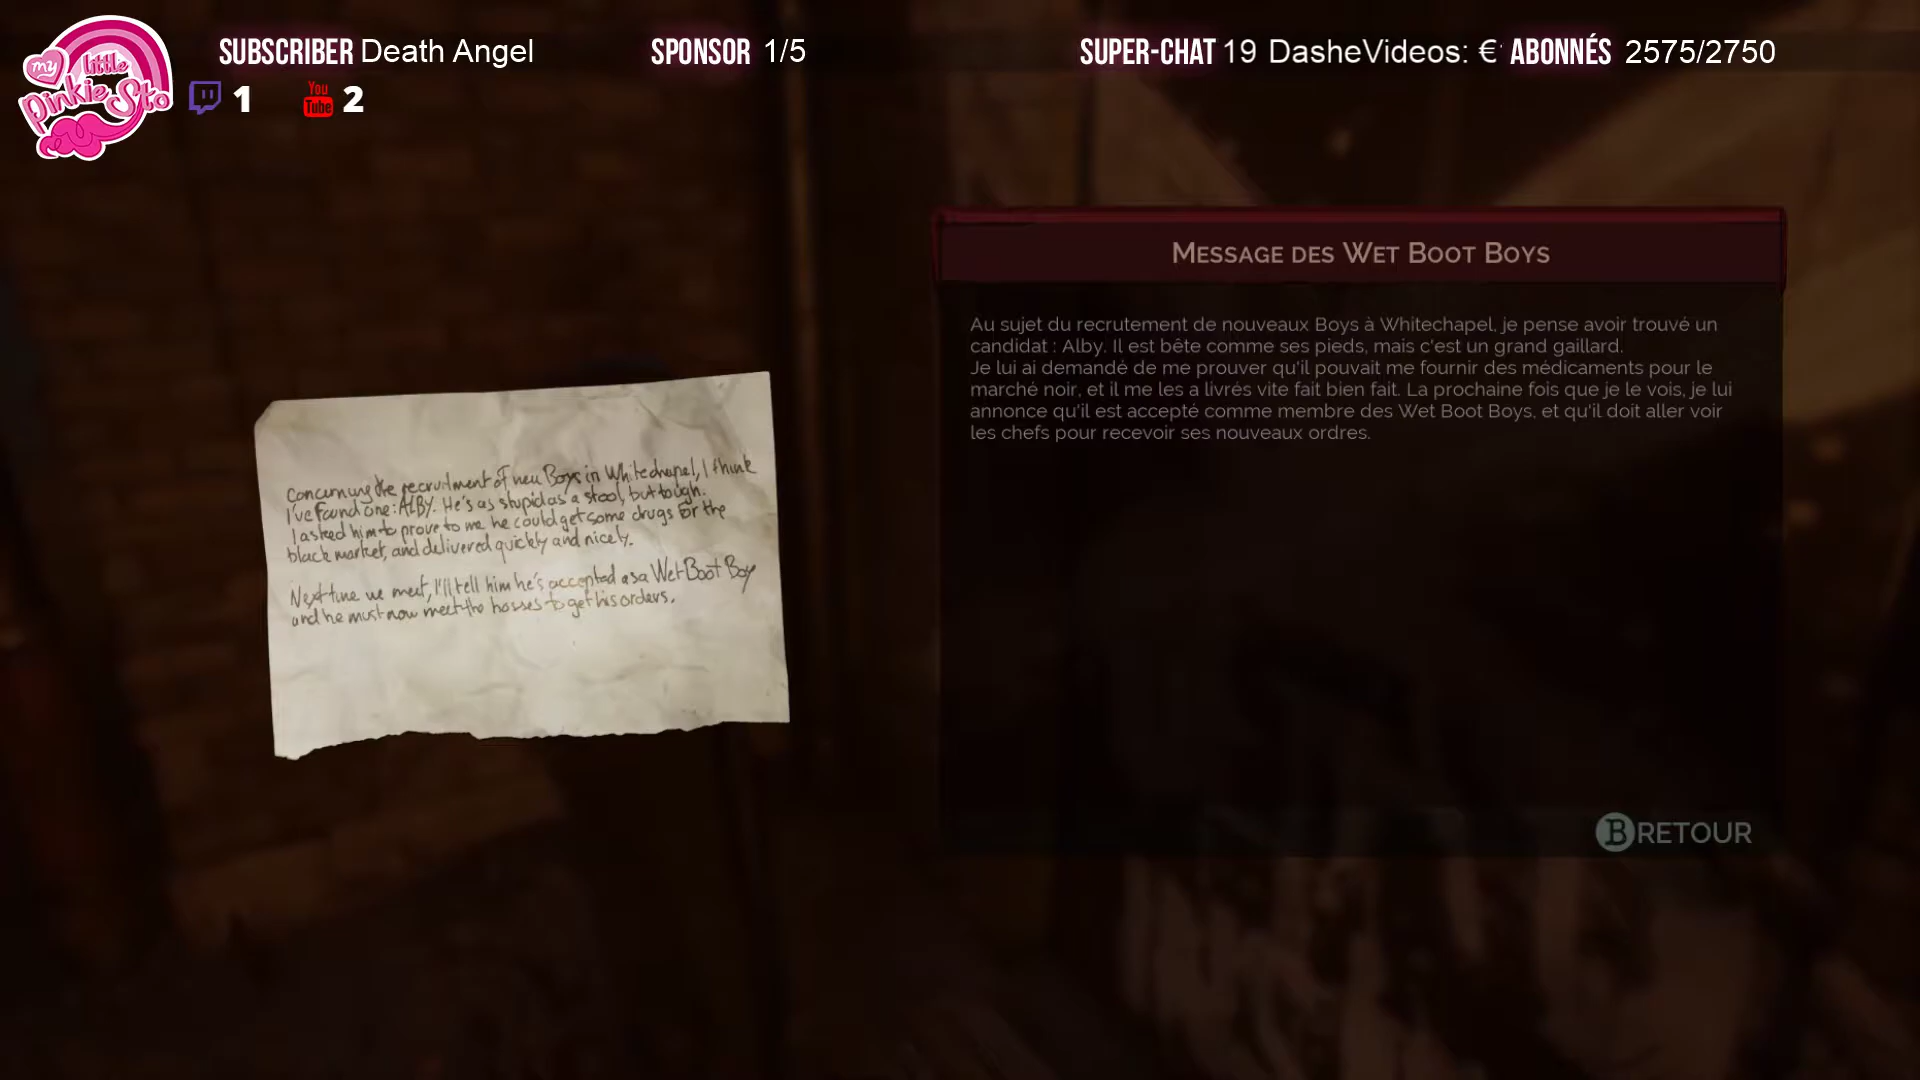 my little PinkieSto
SUBSCRIBER Death Angel
SPONSOR 1/5
SUPER-CHAT 19 DasheVideos: €
ABONNÉS 2575/2750
1
You Tube 2
Message des Wet Boot Boys
Au sujet du recrutement de nouveaux Boys à Whitechapel, je pense avoir trouvé un
candidat : Alby. Il est bête comme ses pieds, mais c'est un grand gaillard.
Je lui ai demandé de me prouver qu'il pouvait me fournir des médicaments pour le
marché noir, et il me les a livrés vite fait bien fait. La prochaine fois que je le vois, je lui
annonce qu'il est accepté comme membre des Wet Boot Boys, et qu'il doit aller voir
les chefs pour recevoir ses nouveaux ordres.
Concerning the recruitment of new Boys in Whitechapel, I think
I've found one: ALBY. He's as stupid as a stool, but tough.
I asked him to prove to me he could get some drugs for the
black market, and delivered quickly and nicely.
Next time we meet, I'll tell him he's accepted as a Wet Boot Boy
and he must now meet the bosses to get his orders.
B RETOUR